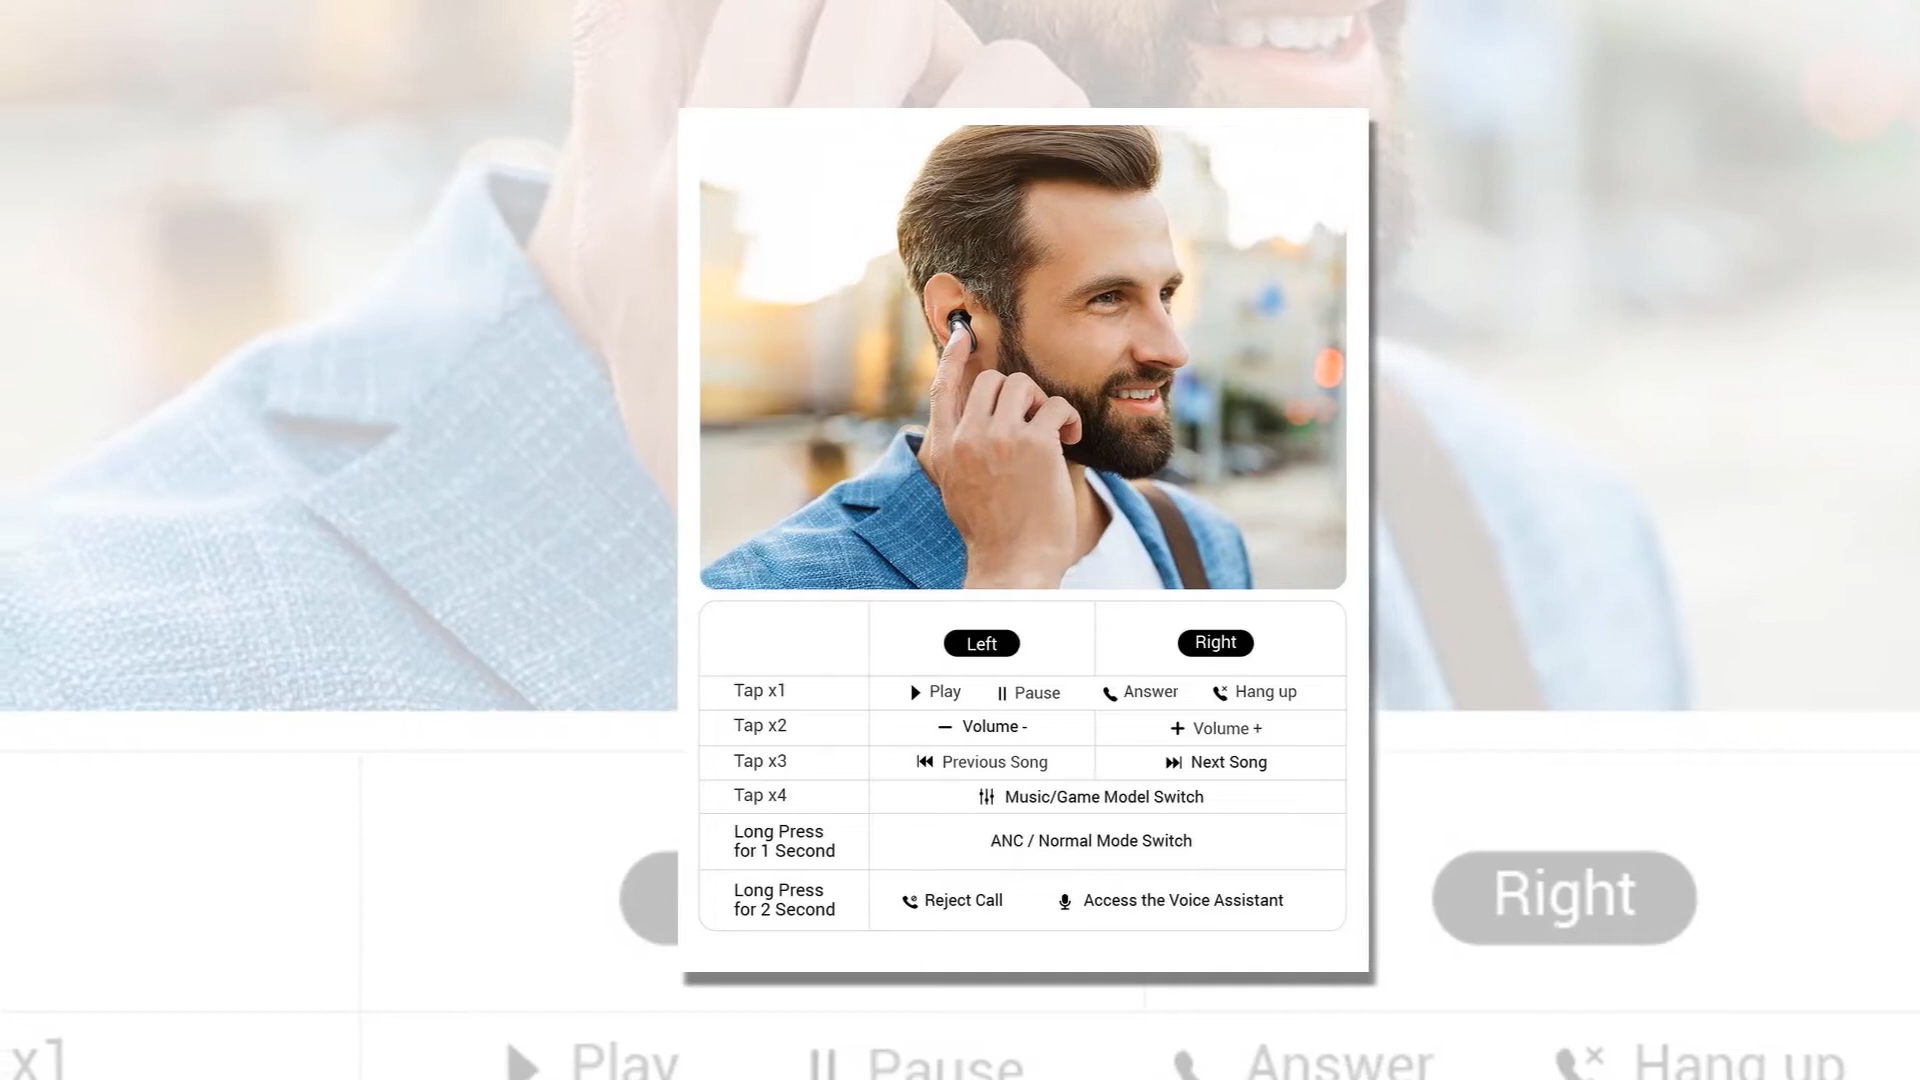 Left
Right
Tap x1
Play
Pause
Answer
Hang up
Tap x2
Volume -
Volume +
Tap x3
Previous Song
Next Song
Tap x4
Music/Game Model Switch
Long Press
for 1 Second
ANC / Normal Mode Switch
Long Press
for 2 Second
Reject Call
Access the Voice Assistant
Right
x1
Play
Pause
Answer
Hang up